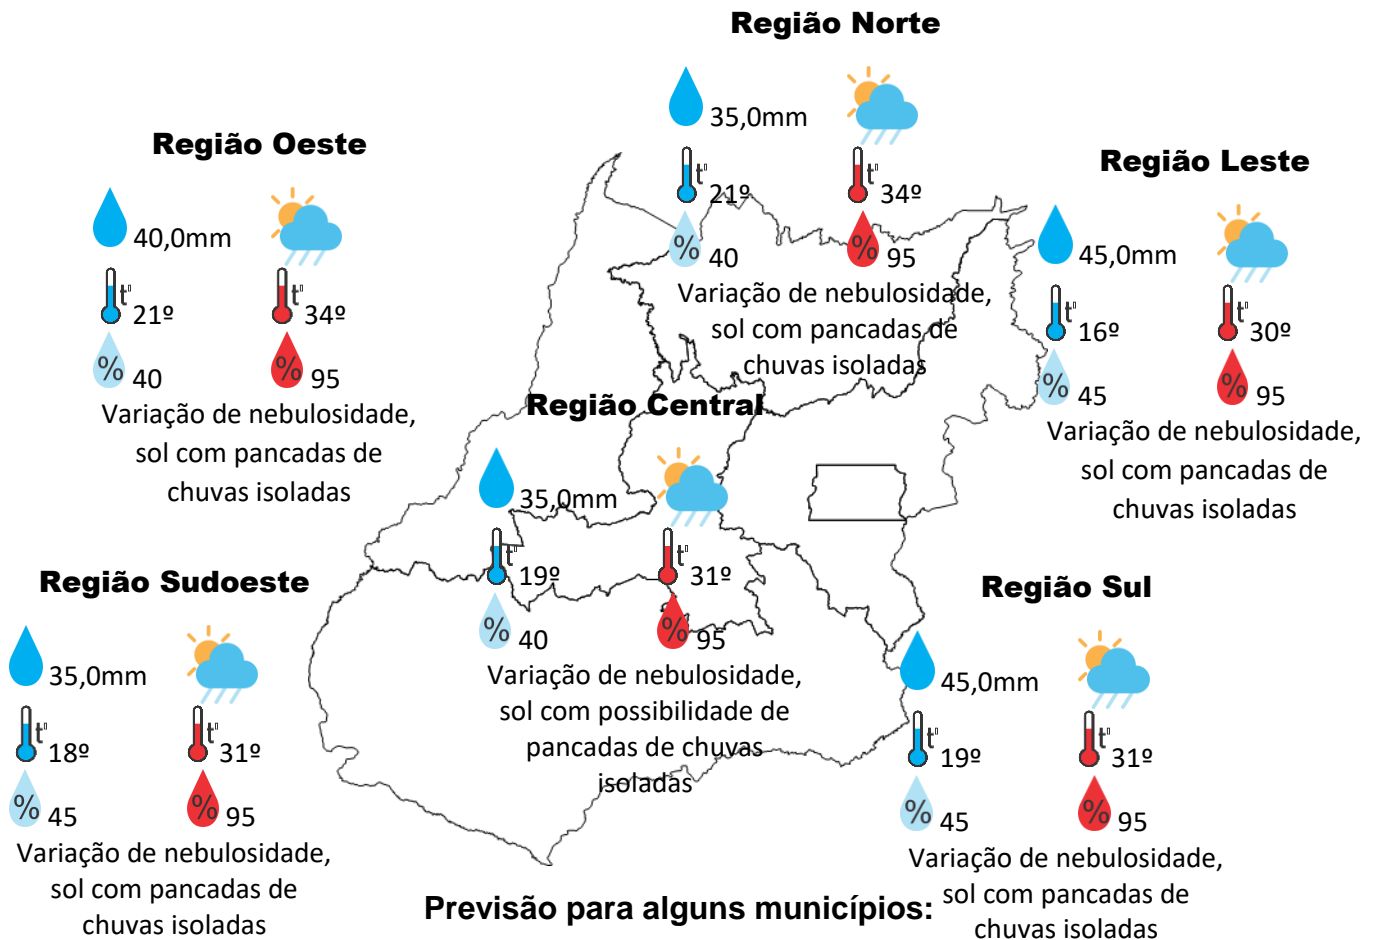 Região Norte
35,0mm
t°
21º
34º
% 40
% 95
Variação de nebulosidade,
sol com pancadas de
chuvas isoladas
Região Oeste
40,0mm
t°
21º
t°
34º
% 40
% 95
Variação de nebulosidade,
sol com pancadas de
chuvas isoladas
Região Leste
45,0mm
t°
16º
t°
30º
% 45
% 95
Variação de nebulosidade,
sol com pancadas de
chuvas isoladas
Região Central
35,0mm
t°
19º
t°
31º
% 40
% 95
Variação de nebulosidade,
sol com possibilidade de
pancadas de chuvas
isoladas
Região Sudoeste
35,0mm
t°
18º
t°
31º
% 45
% 95
Variação de nebulosidade,
sol com pancadas de
chuvas isoladas
Região Sul
45,0mm
t°
19º
t°
31º
% 45
% 95
Variação de nebulosidade,
sol com pancadas de
chuvas isoladas
Previsão para alguns municípios: